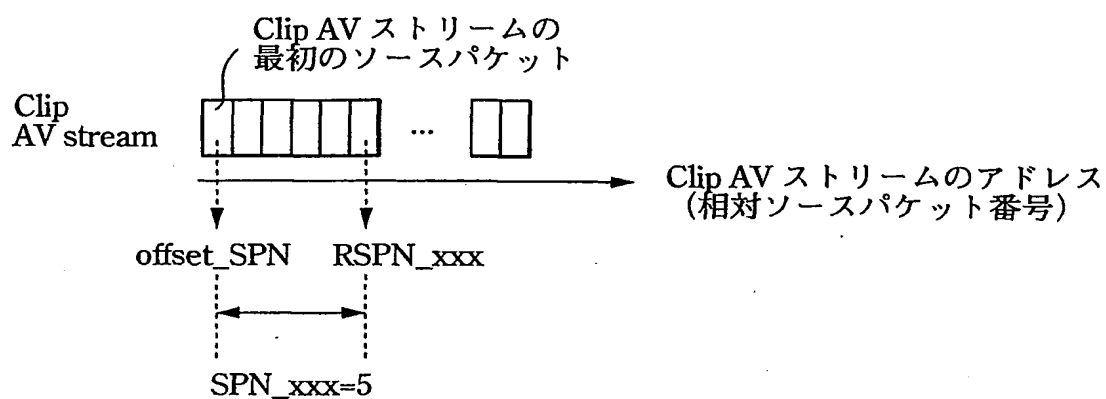 Clip AV ストリームの
最初のソースパケット
Clip
AV stream
...
Clip AV ストリームのアドレス
(相対ソースパケット番号)
offset_SPN RSPN_xxx
SPN_xxx=5